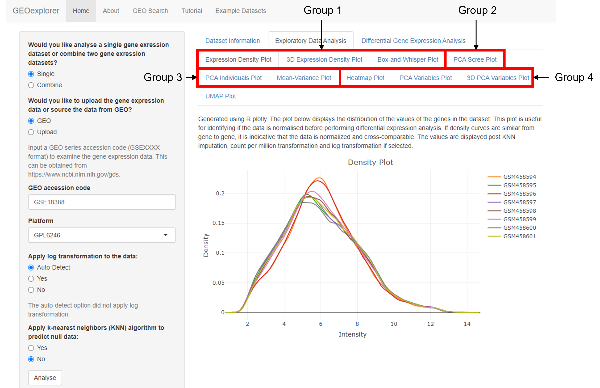 GEOexplorer Home About GEO Search Tutorial Example Datasets
Group 1
Group 2
Group 3
Group 4
Would you like analyse a single gene exression
dataset or combine two gene exression
datasets?
Single
Combine
Would you like to upload the gene expression
data or source the data from GEO?
GEO
Upload
Input a GEO series accession code (GSEXXXX
format) to examine the gene expression data. This
can be obtained from
https://www.ncbi.nlm.nih.gov/gds.
GEO accession code
Platform
GPL6246
Apply log transformation to the data:
Auto Detect
Yes
No
The auto detect option did not apply log
transformation.
Apply k-nearest neighbors (KNN) algorithm to
predict null data:
Yes
No
Analyse
Dataset Information Exploratory Data Analysis Differential Gene Expression Analysis
Expression Density Plot 3D Expression Density Plot Box-and-Whisper Plot PCA Scree Plot
PCA Individuals Plot Mean-Variance Plot Heatmap Plot PCA Variables Plot 3D PCA Variables Plot
UMAP Plot
Generated using R plotly. The plot below displays the distribution of the values of the genes in the dataset. This plot is useful
for identifying if the data is normalised before performing differential expression analysis. If density curves are similar from
gene to gene, it is indicative that the data is normalized and cross-comparable. The values are displayed post KNN
imputation, count per million transformation and log transformation if selected.
Density Plot
GSM458594
GSM458595
GSM458596
GSM458597
GSM458598
GSM458599
GSM458600
GSM458601
Density
0.2
0.15
0.1
0.05
0
2 4 6 8 10 12 14
Intensity